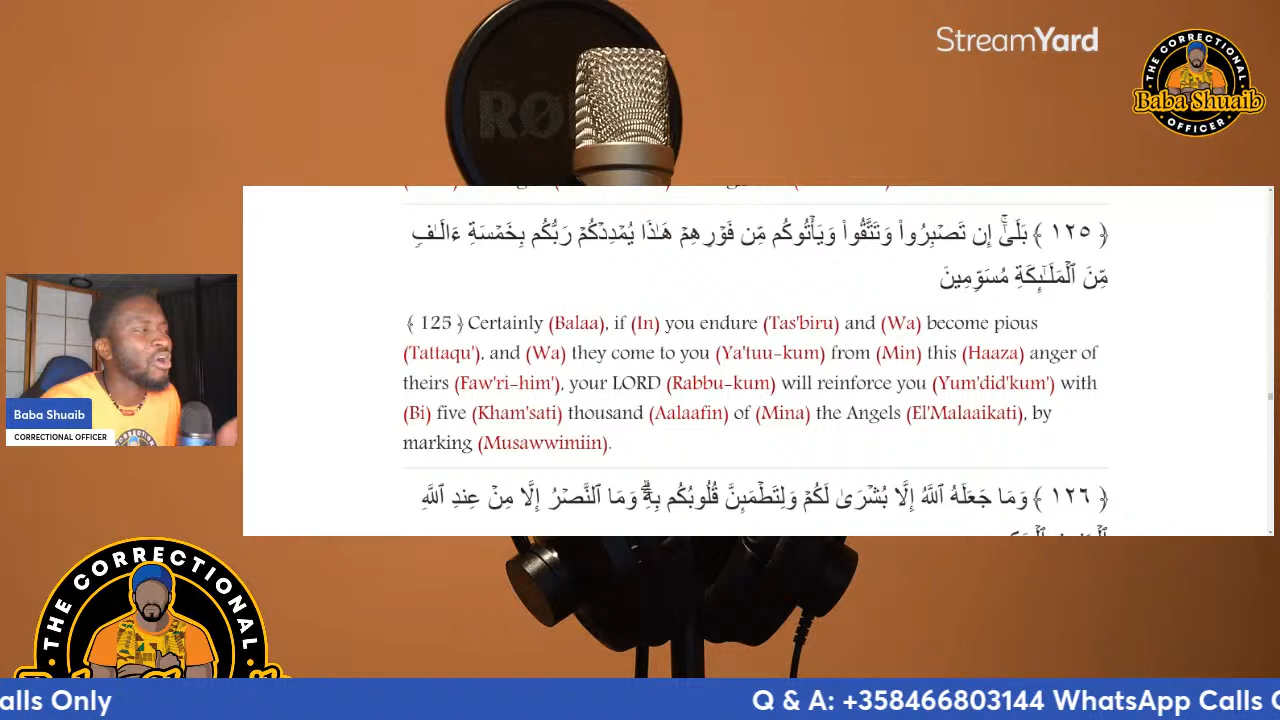 StreamYard
THE CORRECTIONAL
Baba Shuaib
OFFICER
RØ
﴿ ١٢٥ ﴾ بَلَىٰٓۚ إِن تَصۡبِرُواْ وَتَتَّقُواْ وَيَأۡتُوكُم مِّن فَوۡرِهِمۡ هَٰذَا يُمۡدِدۡكُمۡ رَبُّكُم بِخَمۡسَةِ ءَالَٰفٖ
مِّنَ ٱلۡمَلَٰٓئِكَةِ مُسَوِّمِينَ
﴾ 125 ﴿ Certainly (Balaa), if (In) you endure (Tas'biru) and (Wa) become pious
(Tattaqu'), and (Wa) they come to you (Ya'tuu-kum) from (Min) this (Haaza) anger of
theirs (Faw'ri-him'), your LORD (Rabbu-kum) will reinforce you (Yum'did'kum') with
(Bi) five (Kham'sati) thousand (Aalaafin) of (Mina) the Angels (El'Malaaikati), by
marking (Musawwimiin).
﴿ ١٢٦ ﴾ وَمَا جَعَلَهُ ٱللَّهُ إِلَّا بُشۡرَىٰ لَكُمۡ وَلِتَطۡمَئِنَّ قُلُوبُكُم بِهِۦۗ وَمَا ٱلنَّصۡرُ إِلَّا مِنۡ عِندِ ٱللَّهِ
Baba Shuaib
CORRECTIONAL OFFICER
THE CORRECTIONAL
alls Only
Q & A: +358466803144 WhatsApp Calls